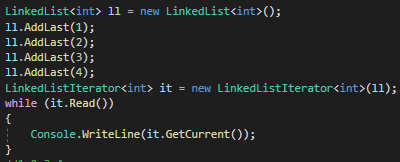 LinkedList<int> ll = new LinkedList<int>();
ll.AddLast(1);
ll.AddLast(2);
ll.AddLast(3);
ll.AddLast(4);
LinkedListIterator<int> it = new LinkedListIterator<int>(ll);
while (it.Read())
{
    Console.WriteLine(it.GetCurrent());
}